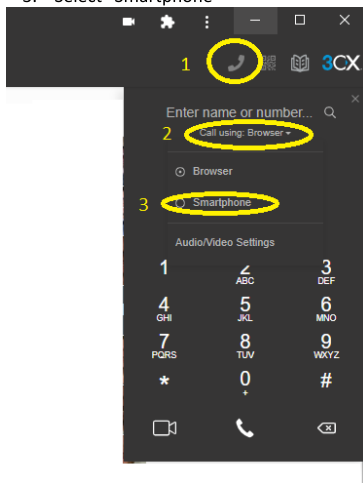 3. Select "Smartphone"
1
3CX
Enter name or number...
2
Call using: Browser
Browser
3
Smartphone
Audio/Video Settings
1 2 3
ABC DEF
4 5 6
GHI JKL MNO
7 8 9
PQRS TUV WXYZ
* 0 #
+